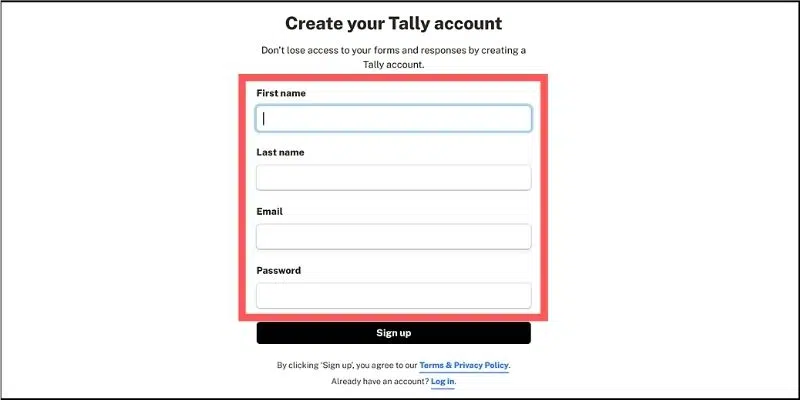 Create your Tally account
Don't lose access to your forms and responses by creating a
Tally account.
First name
Last name
Email
Password
Sign up
By clicking 'Sign up', you agree to our Terms & Privacy Policy.
Already have an account? Log in.